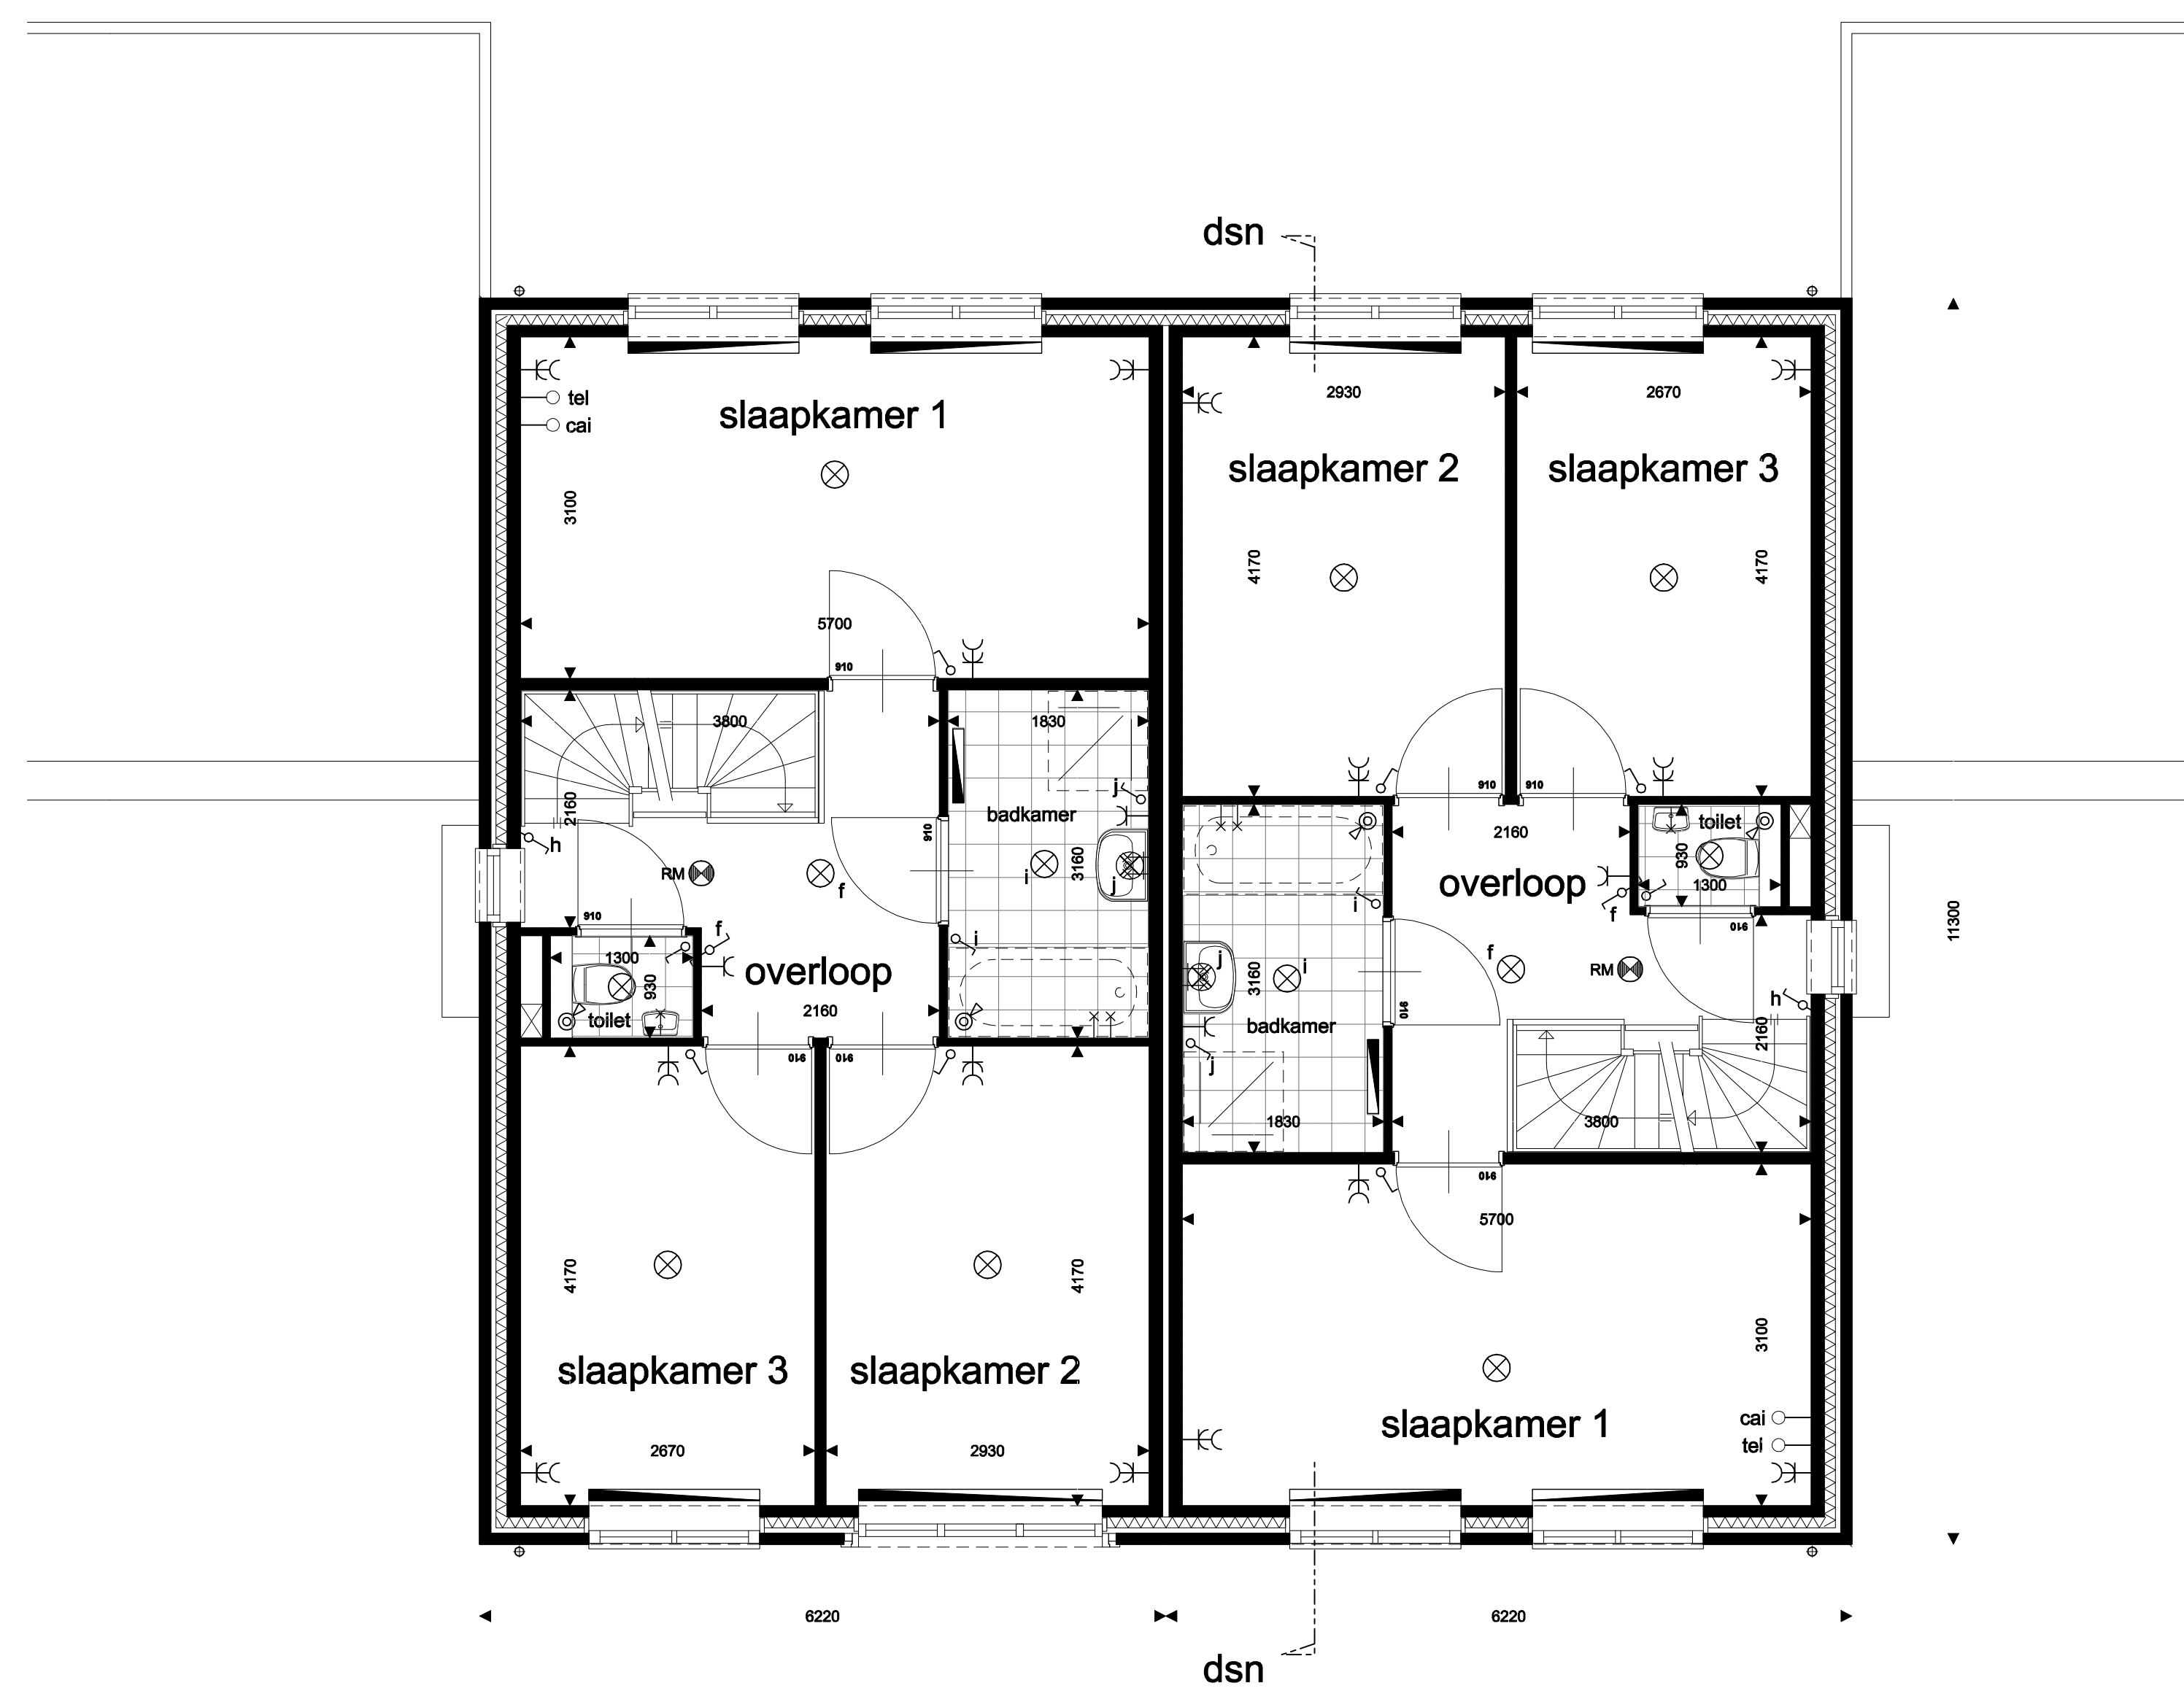 dsn
tel
cai
slaapkamer 1
3100
5700
910
2930
2670
slaapkamer 2
slaapkamer 3
4170
4170
910
910
3800
1830
2160
h
badkamer
j
910
3160
i
j
RM
f
i
910
f
1300
930
toilet
overloop
2160
910
910
2160
toilet
930
1300
overloop
f
910
i
j
3160
i
f
RM
h
badkamer
j
910
2160
1830
3800
910
5700
11300
4170
4170
slaapkamer 3
slaapkamer 2
2670
2930
3100
slaapkamer 1
cai
tel
6220
6220
dsn